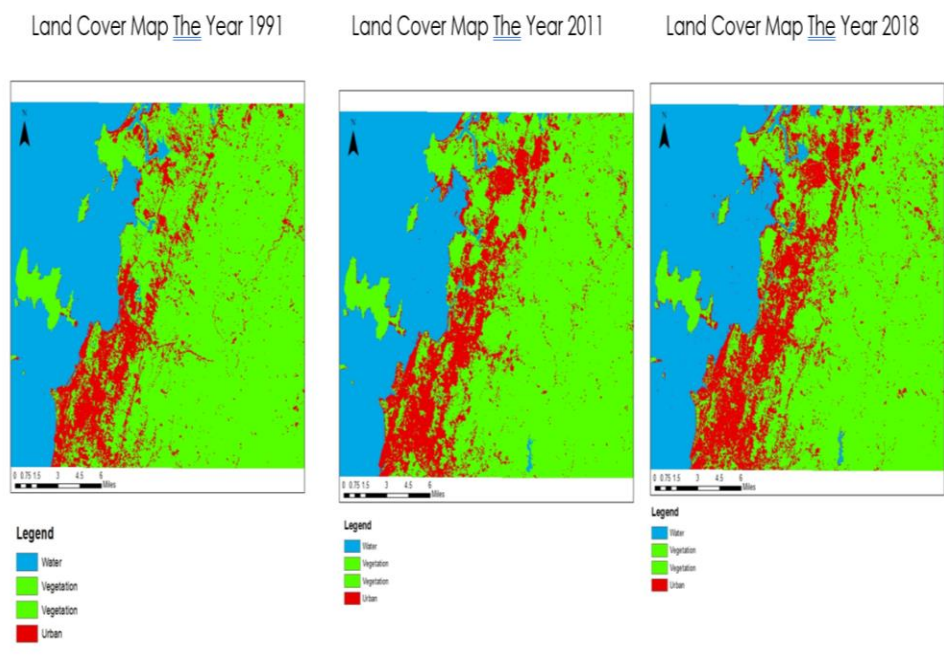 Land Cover Map The Year 1991
Land Cover Map The Year 2011
Land Cover Map The Year 2018
N
N
N
0 0.75 1.5 3 4.5 6
Miles
0 0.75 1.5 3 4.5 6
Miles
0 0.75 1.5 3 4.5 6
Miles
Legend
Water
Vegetation
Vegetation
Urban
Legend
Water
Vegetation
Vegetation
Urban
Legend
Water
Vegetation
Vegetation
Urban